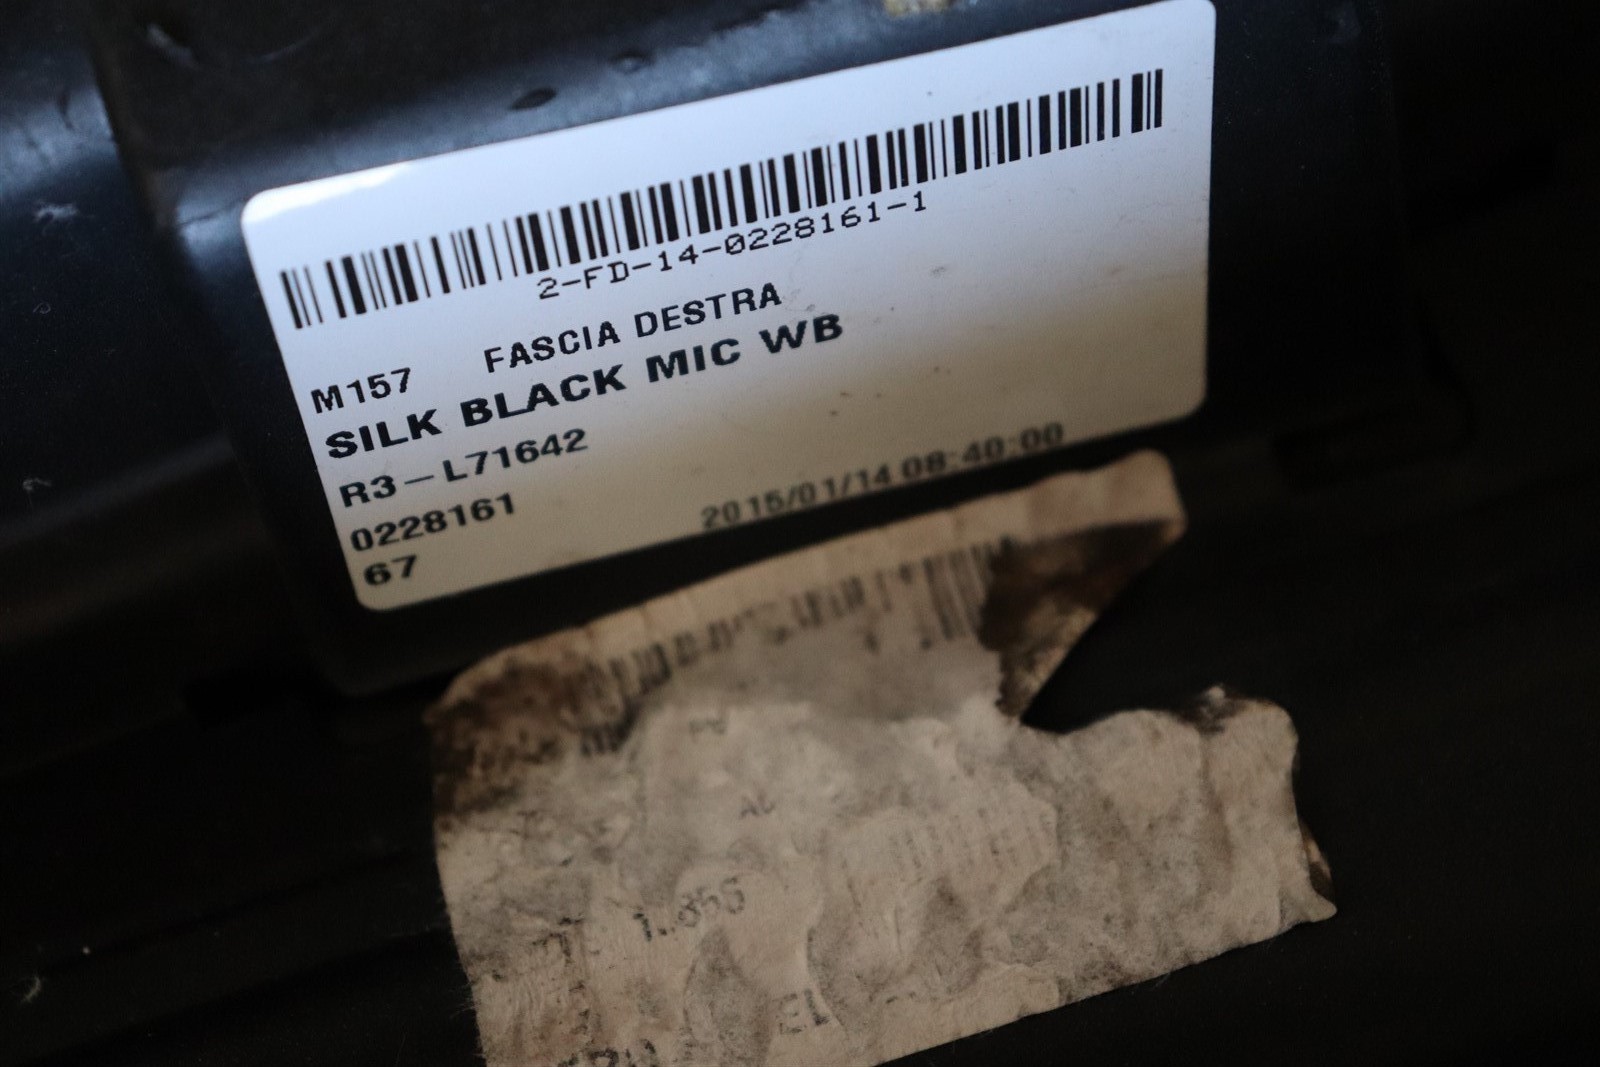 2-FD-14-0228161-1
M157 FASCIA DESTRA
SILK BLACK MIC WB
R3-L71642
0228161
67 2015/01/14 08:40:00